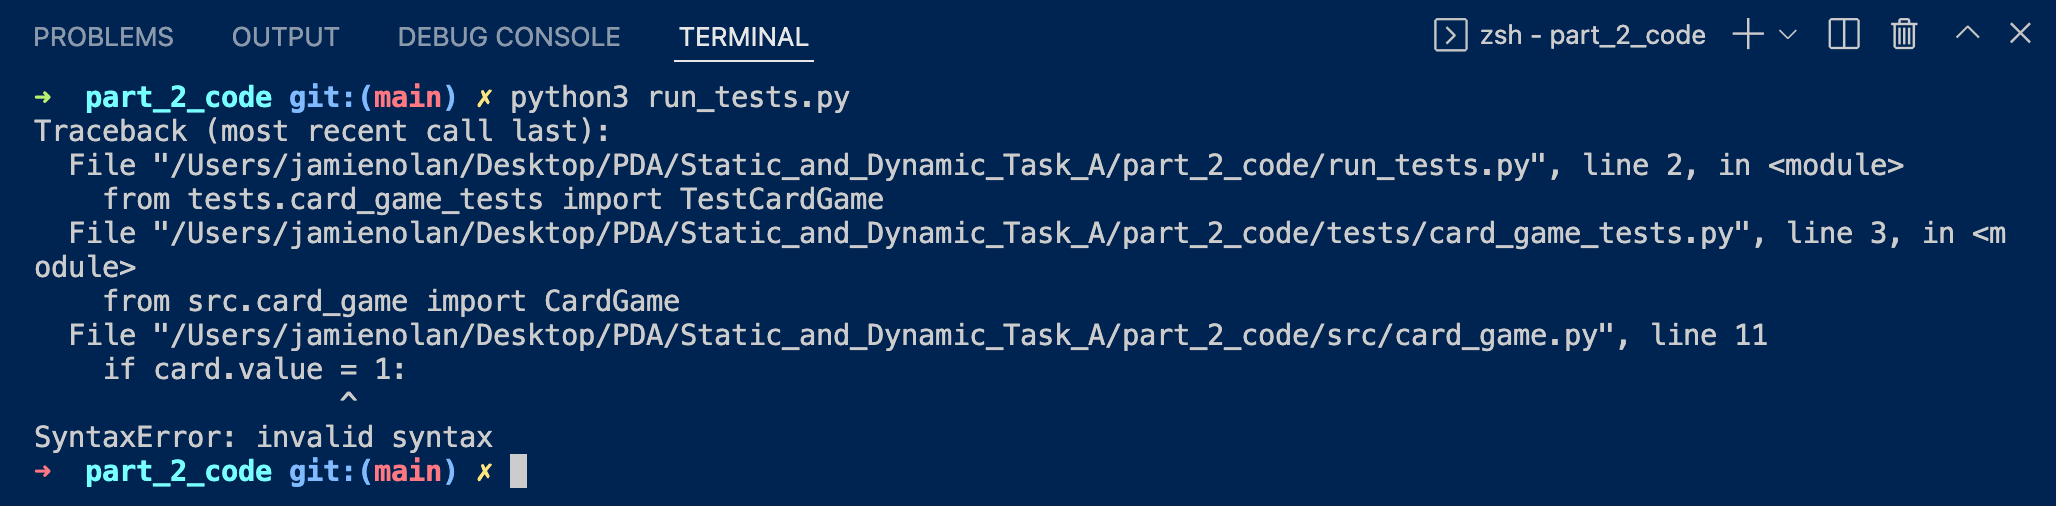 PROBLEMS OUTPUT DEBUG CONSOLE TERMINAL zsh - part_2_code
➜  part_2_code git:(main) ✗ python3 run_tests.py
Traceback (most recent call last):
  File "/Users/jamienolan/Desktop/PDA/Static_and_Dynamic_Task_A/part_2_code/run_tests.py", line 2, in <module>
    from tests.card_game_tests import TestCardGame
  File "/Users/jamienolan/Desktop/PDA/Static_and_Dynamic_Task_A/part_2_code/tests/card_game_tests.py", line 3, in <m
odule>
    from src.card_game import CardGame
  File "/Users/jamienolan/Desktop/PDA/Static_and_Dynamic_Task_A/part_2_code/src/card_game.py", line 11
    if card.value = 1:
                  ^
SyntaxError: invalid syntax
➜  part_2_code git:(main) ✗